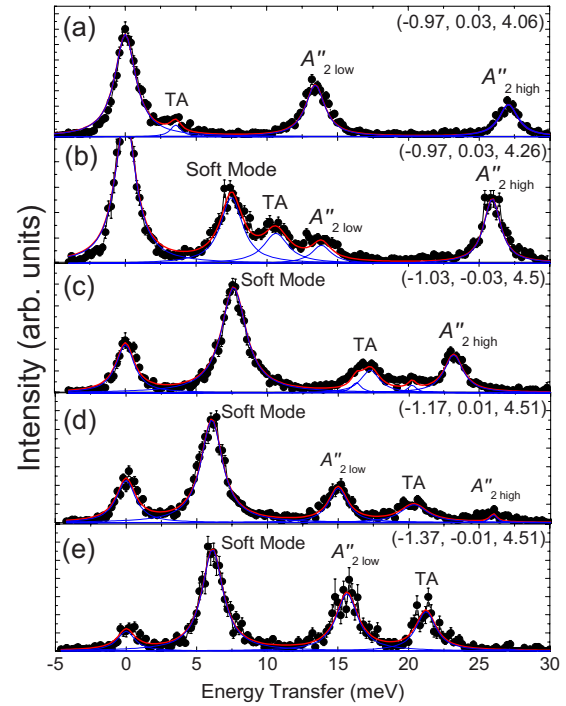 (a)
(-0.97, 0.03, 4.06)
TA
A″2 low
A″2 high
(b)
(-0.97, 0.03, 4.26)
Soft Mode
TA
A″2 low
A″2 high
(c)
Soft Mode
(-1.03, -0.03, 4.5)
TA
A″2 high
(d)
(-1.17, 0.01, 4.51)
Soft Mode
A″2 low
TA
A″2 high
(e)
(-1.37, -0.01, 4.51)
Soft Mode
A″2 low
TA
Intensity (arb. units)
-5 0 5 10 15 20 25 30
Energy Transfer (meV)